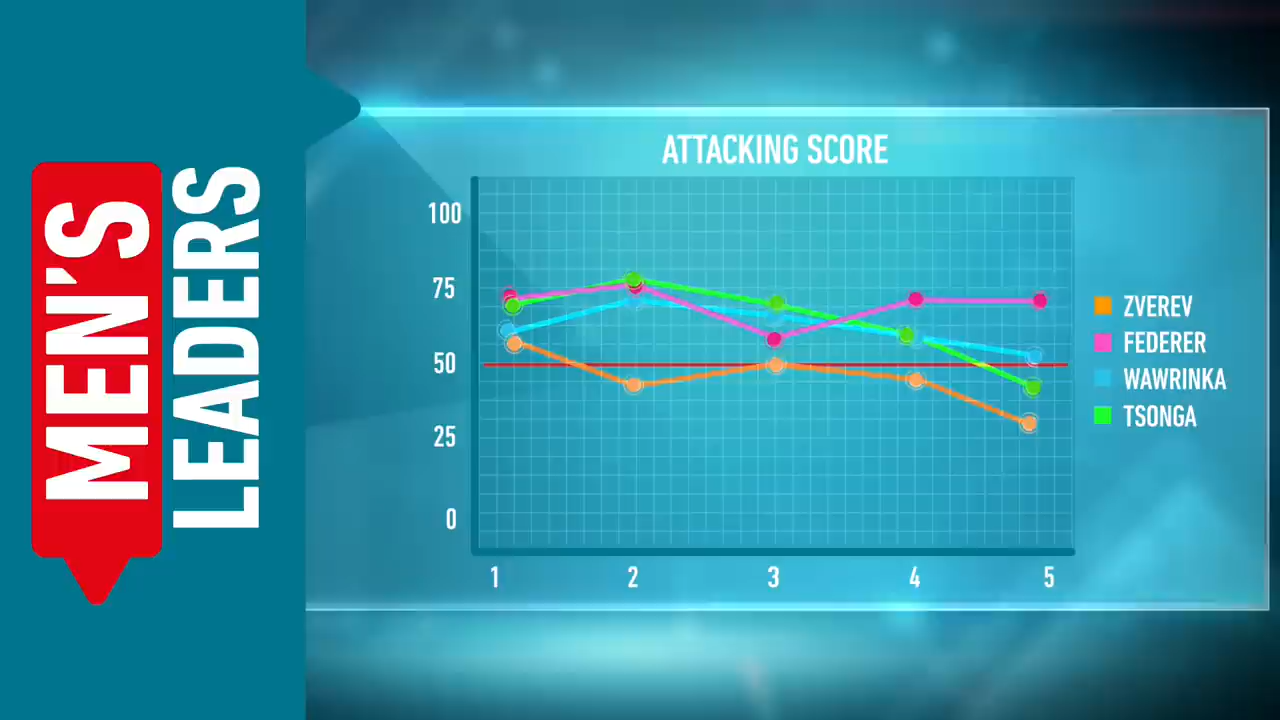 MEN'S
LEADERS
ATTACKING SCORE
100
75
50
25
0
1 2 3 4 5
ZVEREV
FEDERER
WAWRINKA
TSONGA